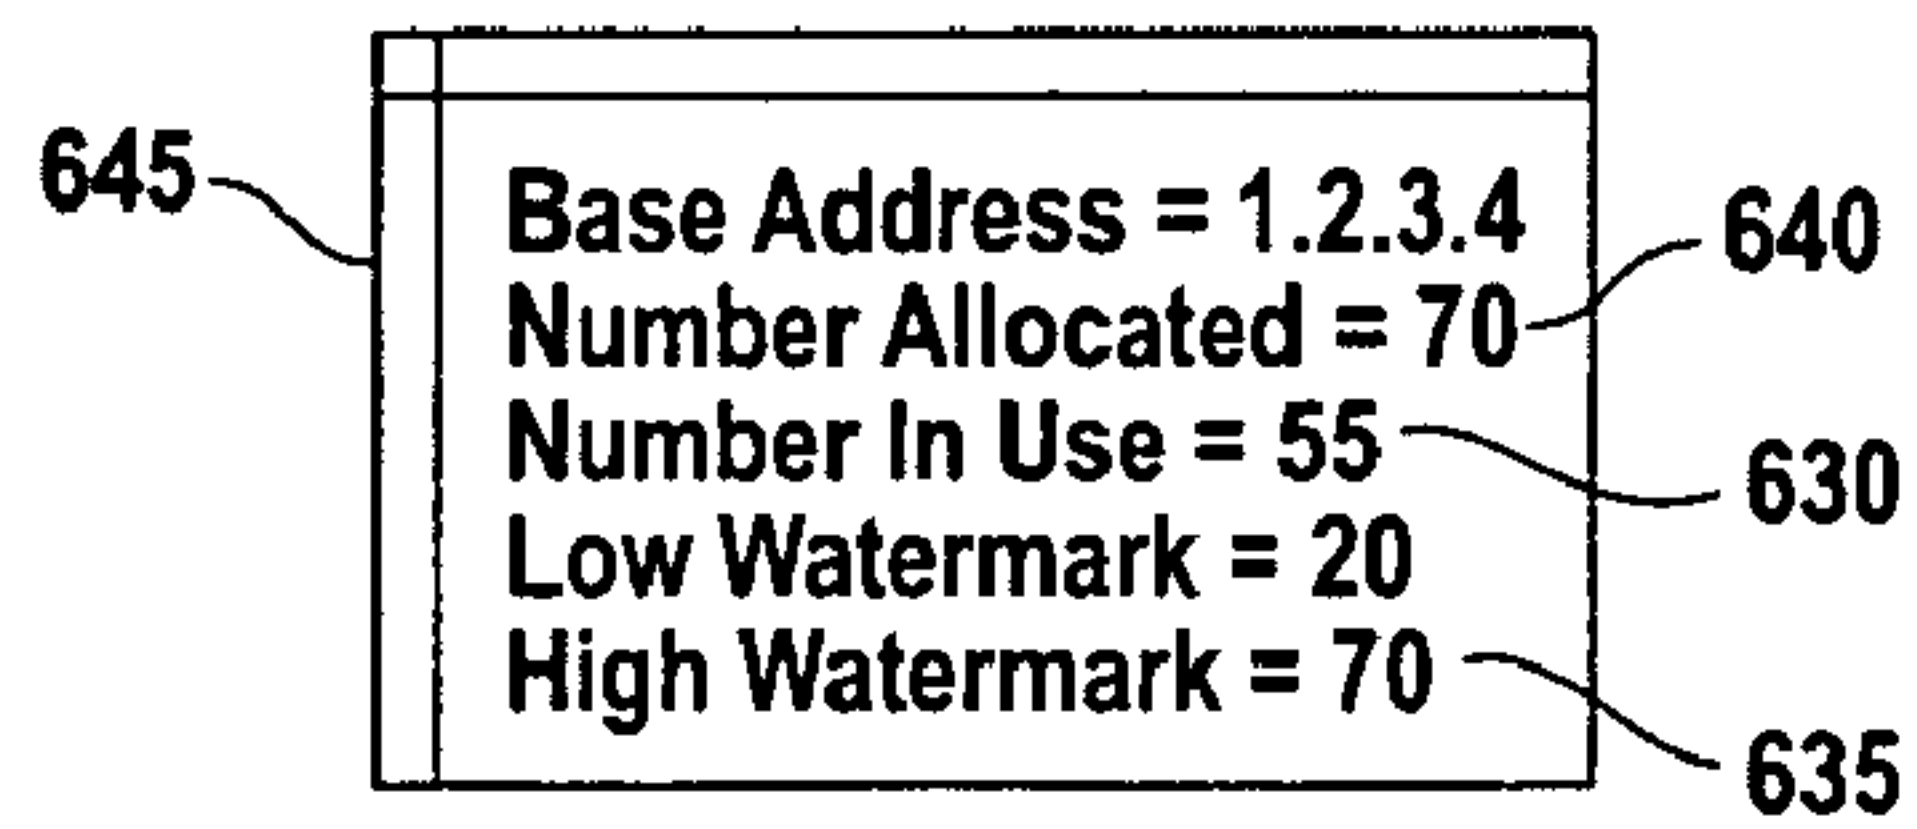 645
Base Address = 1.2.3.4
640
Number Allocated = 70
Number In Use = 55
630
Low Watermark = 20
High Watermark = 70
635